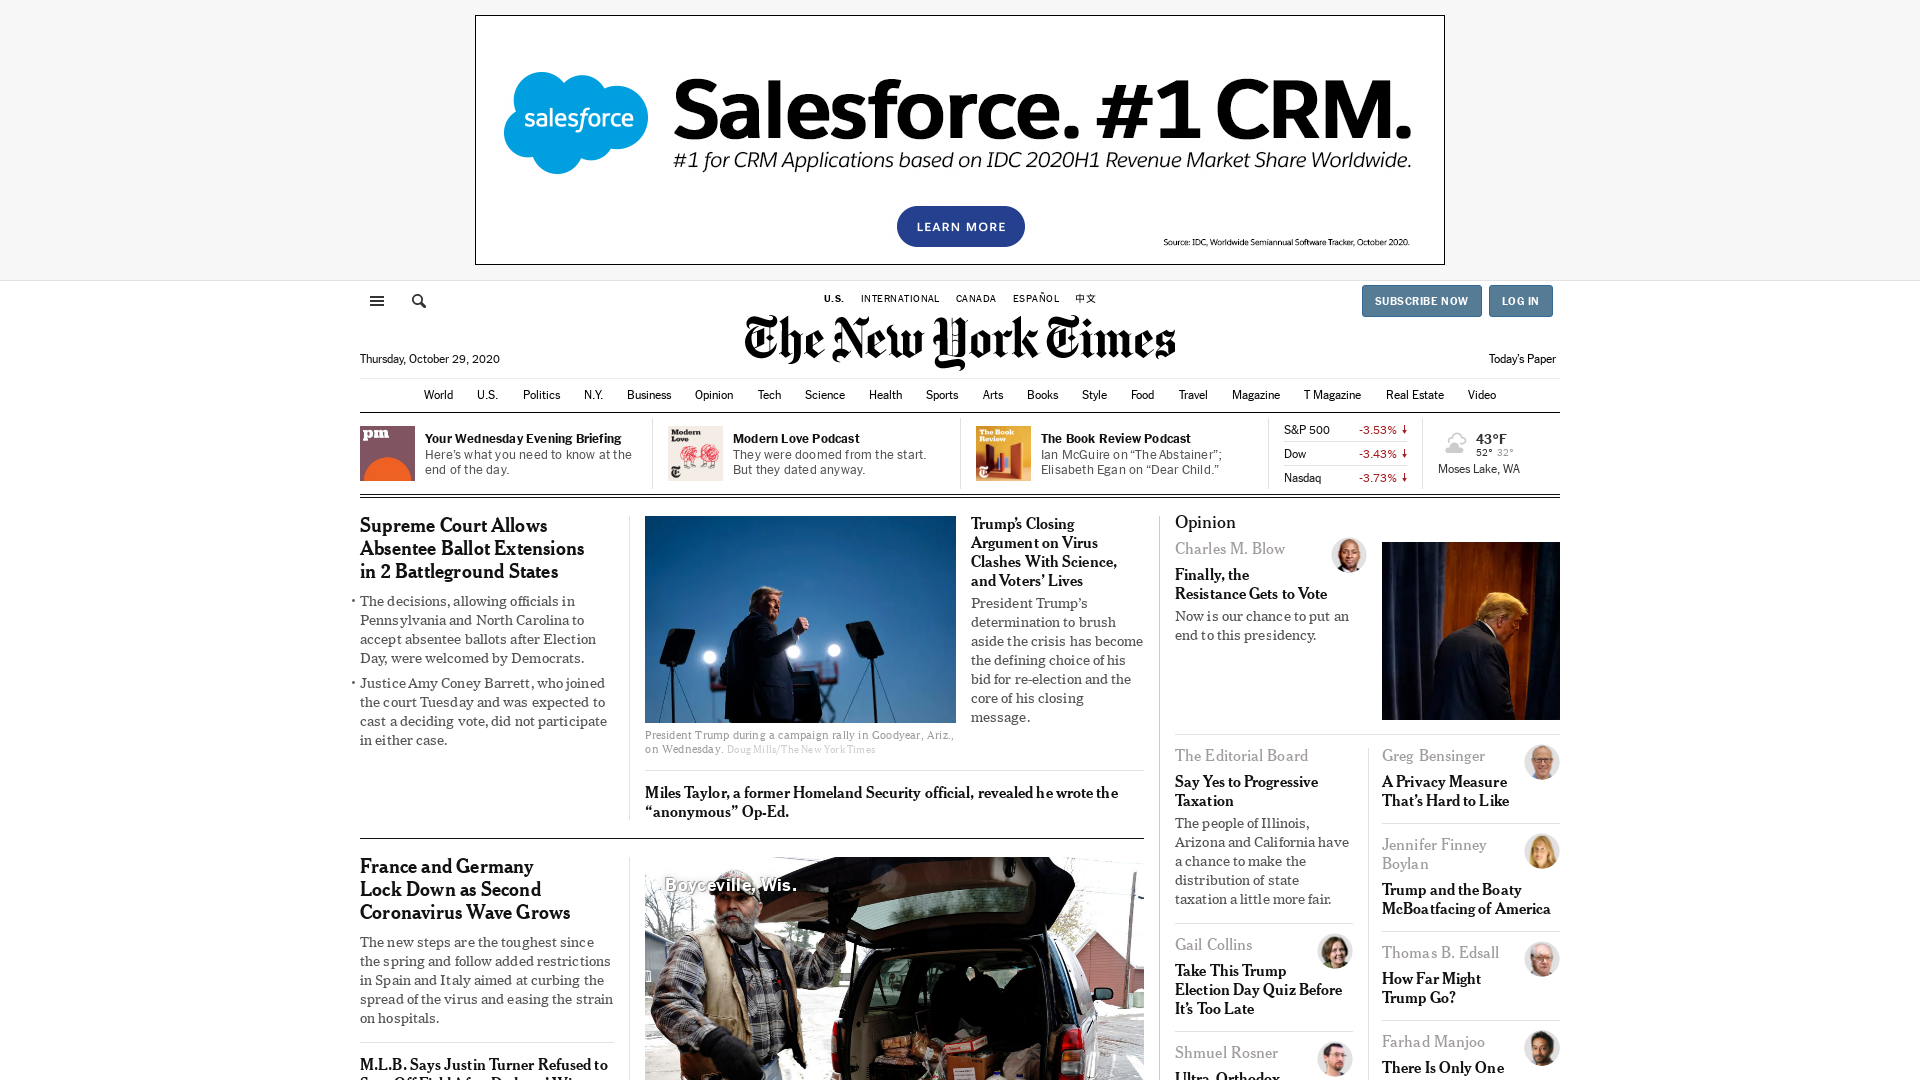 salesforce
Salesforce. #1 CRM.
#1 for CRM Applications based on IDC 2020H1 Revenue Market Share Worldwide.
LEARN MORE
Source: IDC, Worldwide Semiannual Software Tracker, October 2020.
U.S. INTERNATIONAL CANADA ESPAÑOL 中文
SUBSCRIBE NOW LOG IN
The New York Times
Thursday, October 29, 2020
Today's Paper
World U.S. Politics N.Y. Business Opinion Tech Science Health Sports Arts Books Style Food Travel Magazine T Magazine Real Estate Video
pm
Your Wednesday Evening Briefing
Here's what you need to know at the
end of the day.
Modern
Love
T
Modern Love Podcast
They were doomed from the start.
But they dated anyway.
The Book
Review
T
The Book Review Podcast
Ian McGuire on “The Abstainer”;
Elisabeth Egan on “Dear Child.”
S&P 500 -3.53%
Dow -3.43%
Nasdaq -3.73%
43°F
52° 32°
Moses Lake, WA
Supreme Court Allows
Absentee Ballot Extensions
in 2 Battleground States
• The decisions, allowing officials in
Pennsylvania and North Carolina to
accept absentee ballots after Election
Day, were welcomed by Democrats.
• Justice Amy Coney Barrett, who joined
the court Tuesday and was expected to
cast a deciding vote, did not participate
in either case.
President Trump during a campaign rally in Goodyear, Ariz.,
on Wednesday. Doug Mills/The New York Times
Trump's Closing
Argument on Virus
Clashes With Science,
and Voters' Lives
President Trump's
determination to brush
aside the crisis has become
the defining choice of his
bid for re-election and the
core of his closing
message.
Miles Taylor, a former Homeland Security official, revealed he wrote the
“anonymous” Op-Ed.
France and Germany
Lock Down as Second
Coronavirus Wave Grows
The new steps are the toughest since
the spring and follow added restrictions
in Spain and Italy aimed at curbing the
spread of the virus and easing the strain
on hospitals.
M.L.B. Says Justin Turner Refused to
Boyceville, Wis.
Opinion
Charles M. Blow
Finally, the
Resistance Gets to Vote
Now is our chance to put an
end to this presidency.
The Editorial Board
Say Yes to Progressive
Taxation
The people of Illinois,
Arizona and California have
a chance to make the
distribution of state
taxation a little more fair.
Gail Collins
Take This Trump
Election Day Quiz Before
It's Too Late
Shmuel Rosner
Ultra-Orthodox
Greg Bensinger
A Privacy Measure
That's Hard to Like
Jennifer Finney
Boylan
Trump and the Boaty
McBoatfacing of America
Thomas B. Edsall
How Far Might
Trump Go?
Farhad Manjoo
There Is Only One